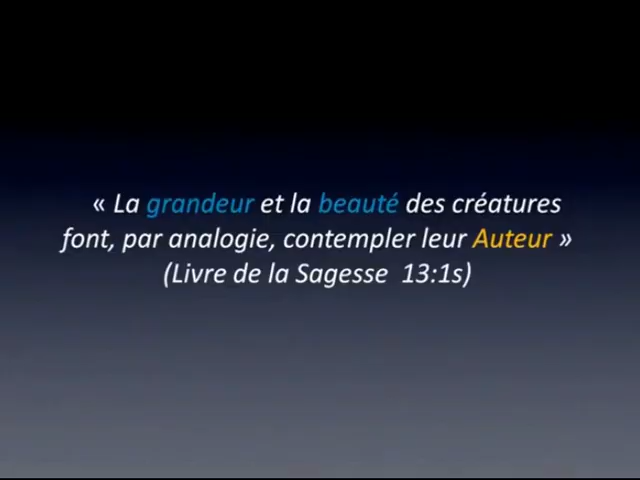 « La grandeur et la beauté des créatures
font, par analogie, contempler leur Auteur »
(Livre de la Sagesse 13:1s)